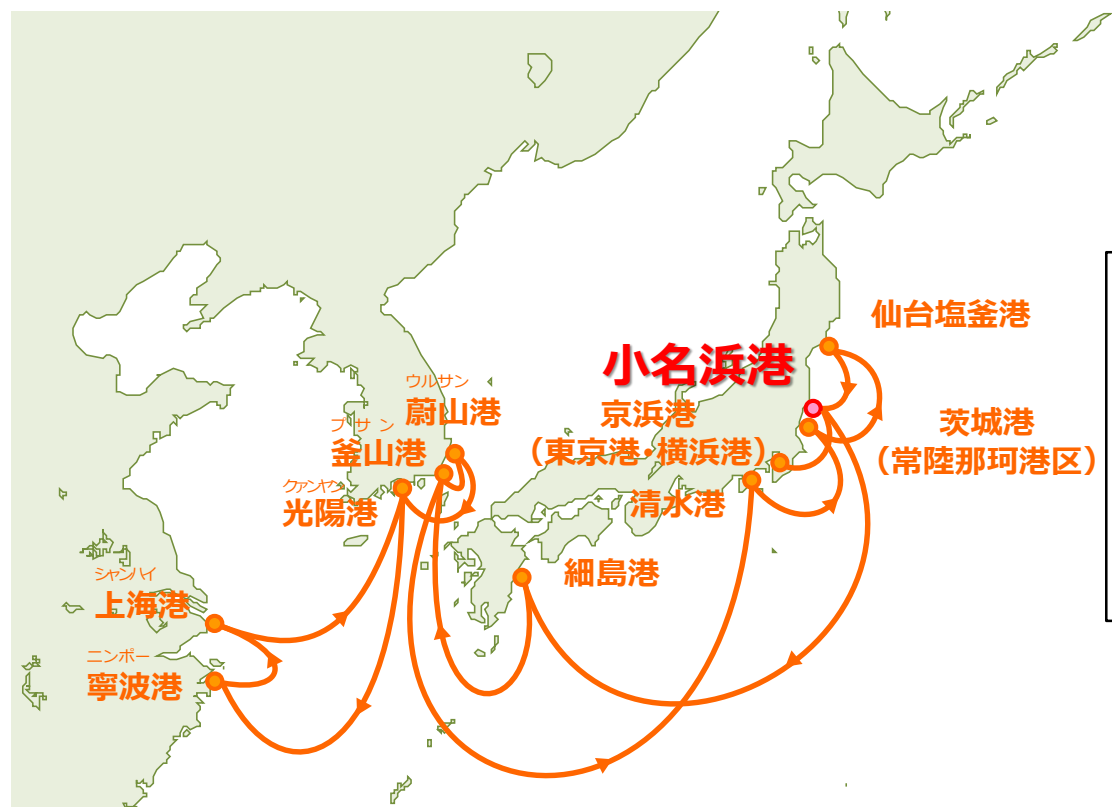 仙台塩釜港
小名浜港
ウルサン
蔚山港
京浜港
（東京港・横浜港）
茨城港
（常陸那珂港区）
プサン
釜山港
クァンヤン
光陽港
清水港
細島港
シャンハイ
上海港
ニンポー
寧波港